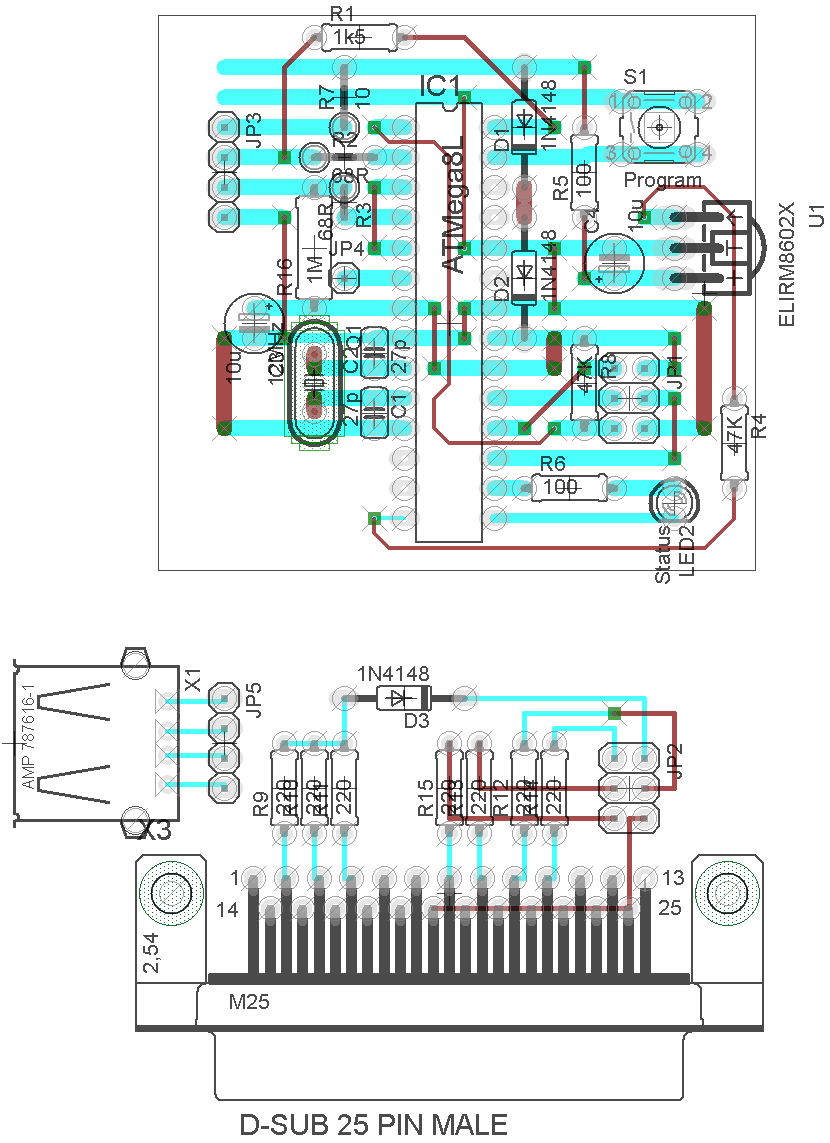 R1
1k5
IC1
S1
R7
10
JP3
R2
68R
D1
1N4148
1
2
3
4
R5
100
Program
ATMega8L
R3
68R
JP4
C4
10u
U1
ELIRM8602X
R16
1M
D2
1N4148
10u
12MHz
Q1
C2
27p
27p
C1
47K
R8
JP1
R4
47K
R6
100
Status
LED2
X1
AMP 787616-1
JP5
1N4148
D3
R9
220
220
R11
220
R15
220
R13
220
R12
220
220
JP2
X3
1
13
14
25
2,54
M25
D-SUB 25 PIN MALE